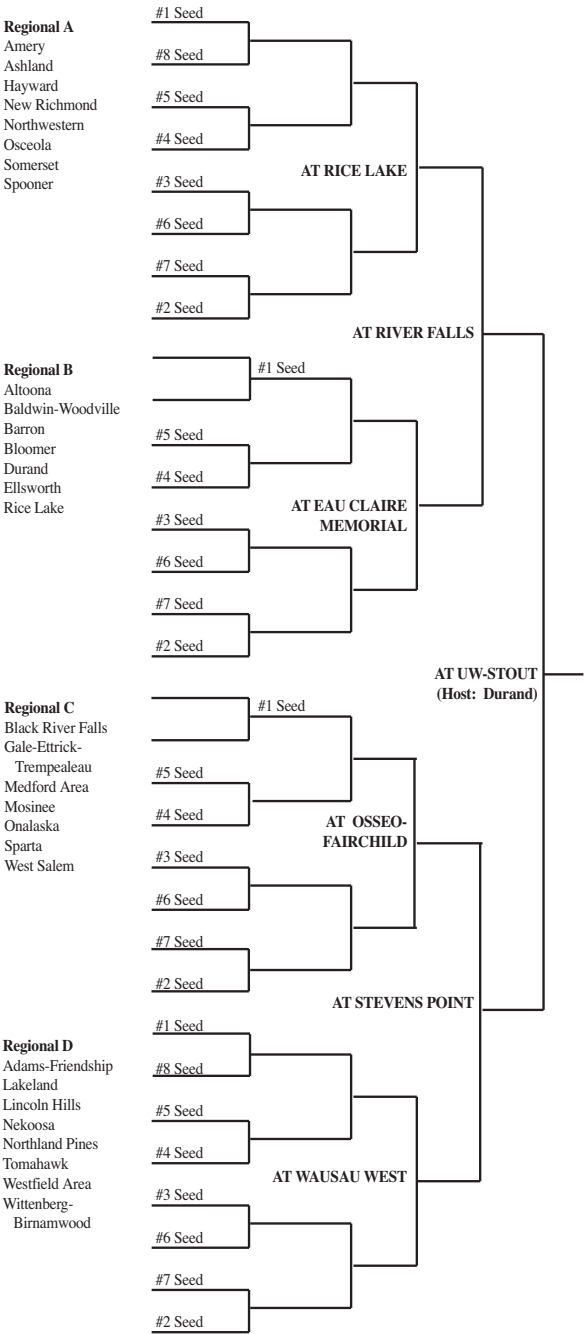 Regional A
Amery
Ashland
Hayward
New Richmond
Northwestern
Osceola
Somerset
Spooner
#1 Seed
#8 Seed
#5 Seed
#4 Seed
#3 Seed
#6 Seed
#7 Seed
#2 Seed
AT RICE LAKE
AT RIVER FALLS
Regional B
Altoona
Baldwin-Woodville
Barron
Bloomer
Durand
Ellsworth
Rice Lake
#1 Seed
#5 Seed
#4 Seed
#3 Seed
#6 Seed
#7 Seed
#2 Seed
AT EAU CLAIRE
MEMORIAL
AT UW-STOUT
(Host: Durand)
Regional C
Black River Falls
Gale-Ettrick-
Trempealeau
Medford Area
Mosinee
Onalaska
Sparta
West Salem
#1 Seed
#5 Seed
#4 Seed
#3 Seed
#6 Seed
#7 Seed
#2 Seed
AT OSSEO-
FAIRCHILD
AT STEVENS POINT
Regional D
Adams-Friendship
Lakeland
Lincoln Hills
Nekoosa
Northland Pines
Tomahawk
Westfield Area
Wittenberg-
Birnamwood
#1 Seed
#8 Seed
#5 Seed
#4 Seed
#3 Seed
#6 Seed
#7 Seed
#2 Seed
AT WAUSAU WEST